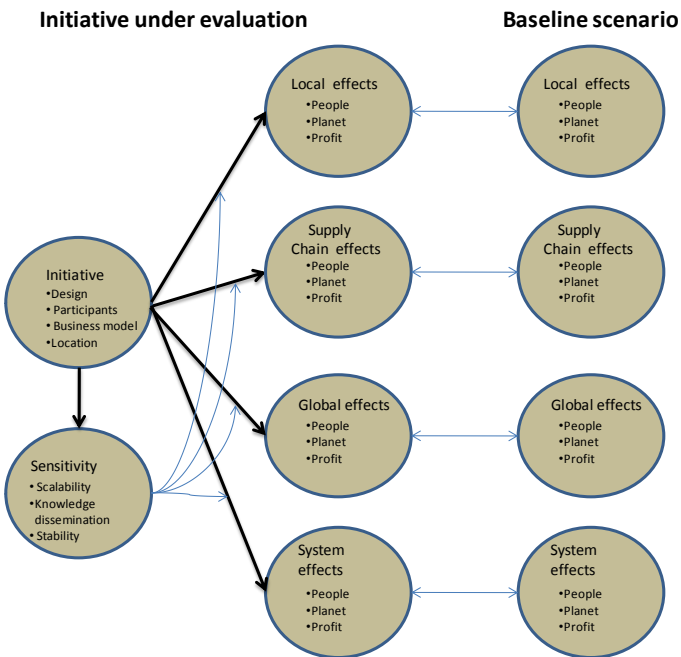 Initiative under evaluation
Baseline scenario
Local effects
•People
•Planet
•Profit
Local effects
•People
•Planet
•Profit
Supply
Chain effects
•People
•Planet
•Profit
Supply
Chain effects
•People
•Planet
•Profit
Initiative
•Design
•Participants
•Business model
•Location
Global effects
•People
•Planet
•Profit
Global effects
•People
•Planet
•Profit
Sensitivity
•Scalability
•Knowledge
dissemination
•Stability
System
effects
•People
•Planet
•Profit
System
effects
•People
•Planet
•Profit